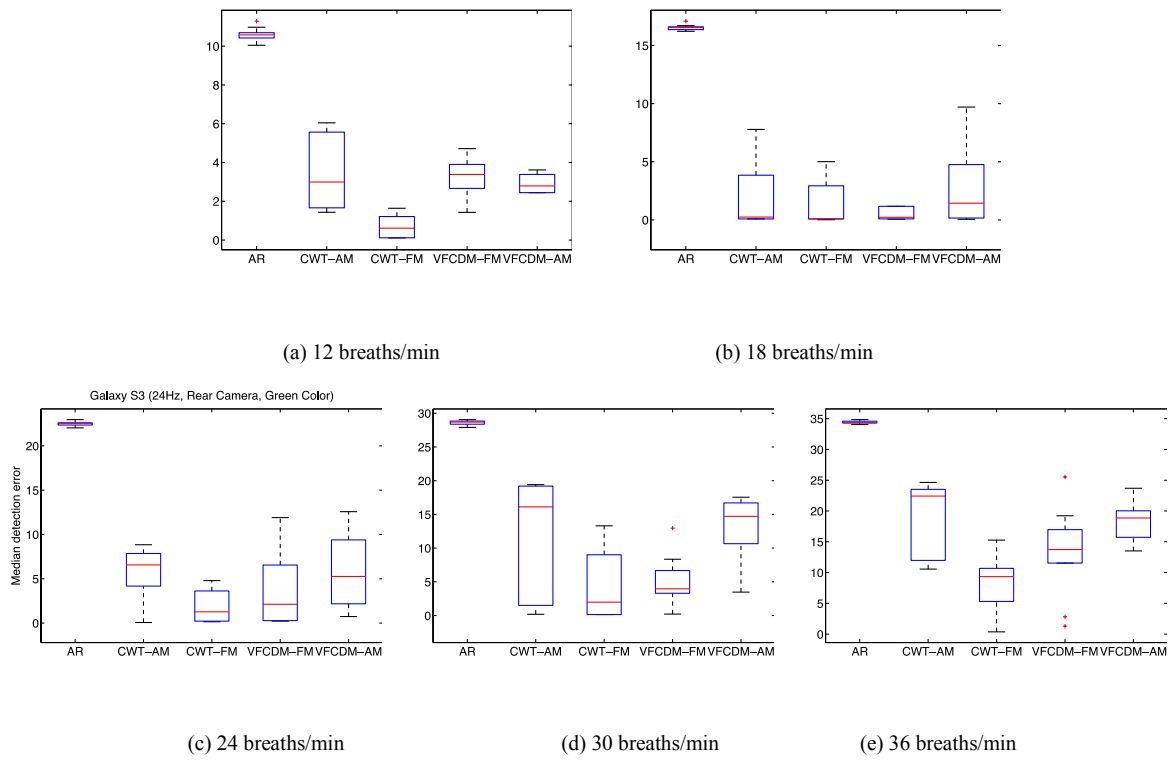 10
8
6
4
2
0
AR CWT–AM CWT–FM VFCDM–FM VFCDM–AM
15
10
5
0
AR CWT–AM CWT–FM VFCDM–FM VFCDM–AM
(a) 12 breaths/min
(b) 18 breaths/min
Galaxy S3 (24Hz, Rear Camera, Green Color)
Median detection error
20
15
10
5
0
AR CWT–AM CWT–FM VFCDM–FM VFCDM–AM
30
25
20
15
10
5
0
AR CWT–AM CWT–FM VFCDM–FM VFCDM–AM
35
30
25
20
15
10
5
0
AR CWT–AM CWT–FM VFCDM–FM VFCDM–AM
(c) 24 breaths/min
(d) 30 breaths/min
(e) 36 breaths/min